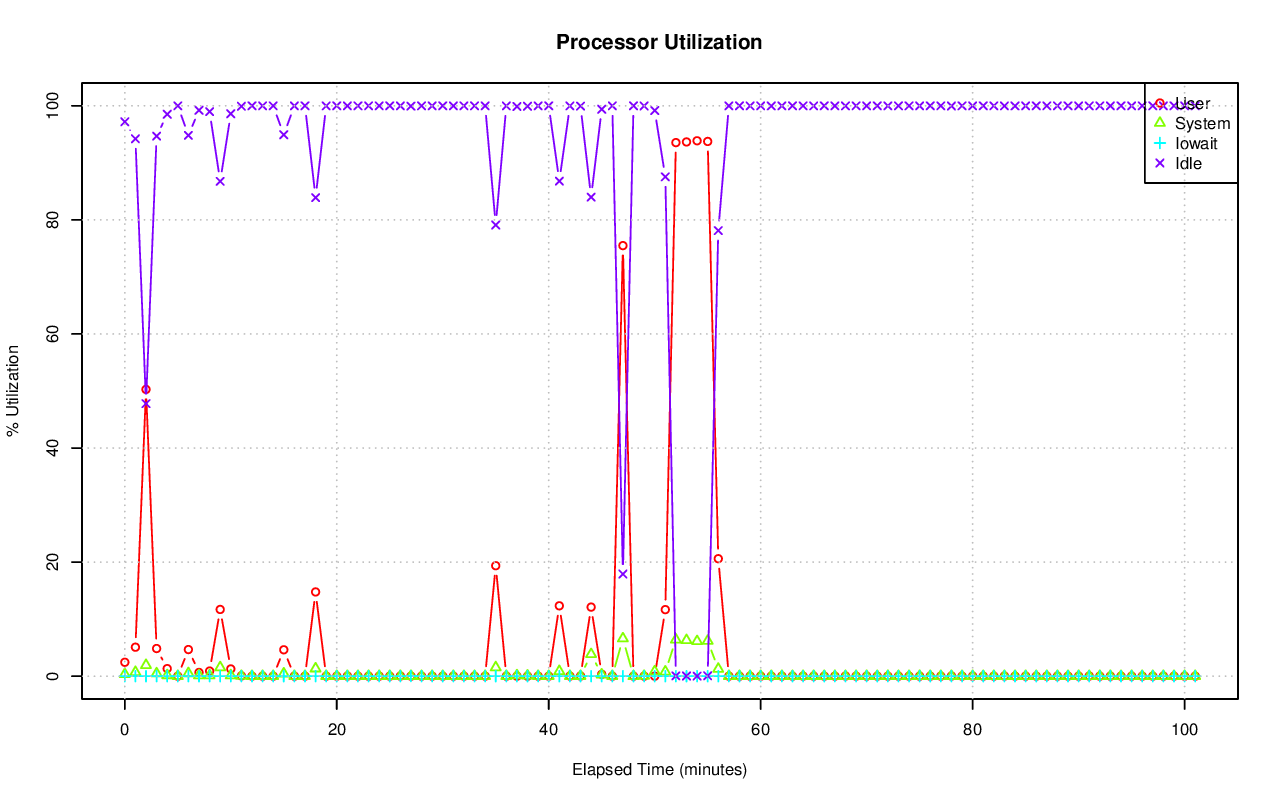 Processor Utilization
% Utilization
100
80
60
40
20
0
User
System
Iowait
Idle
0 20 40 60 80 100
Elapsed Time (minutes)